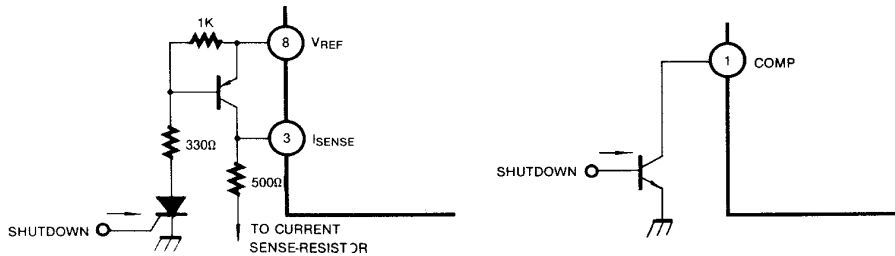 1K
8
VREF
330Ω
3
ISENSE
500Ω
SHUTDOWN
TO CURRENT
SENSE-RESISTOR
1
COMP
SHUTDOWN